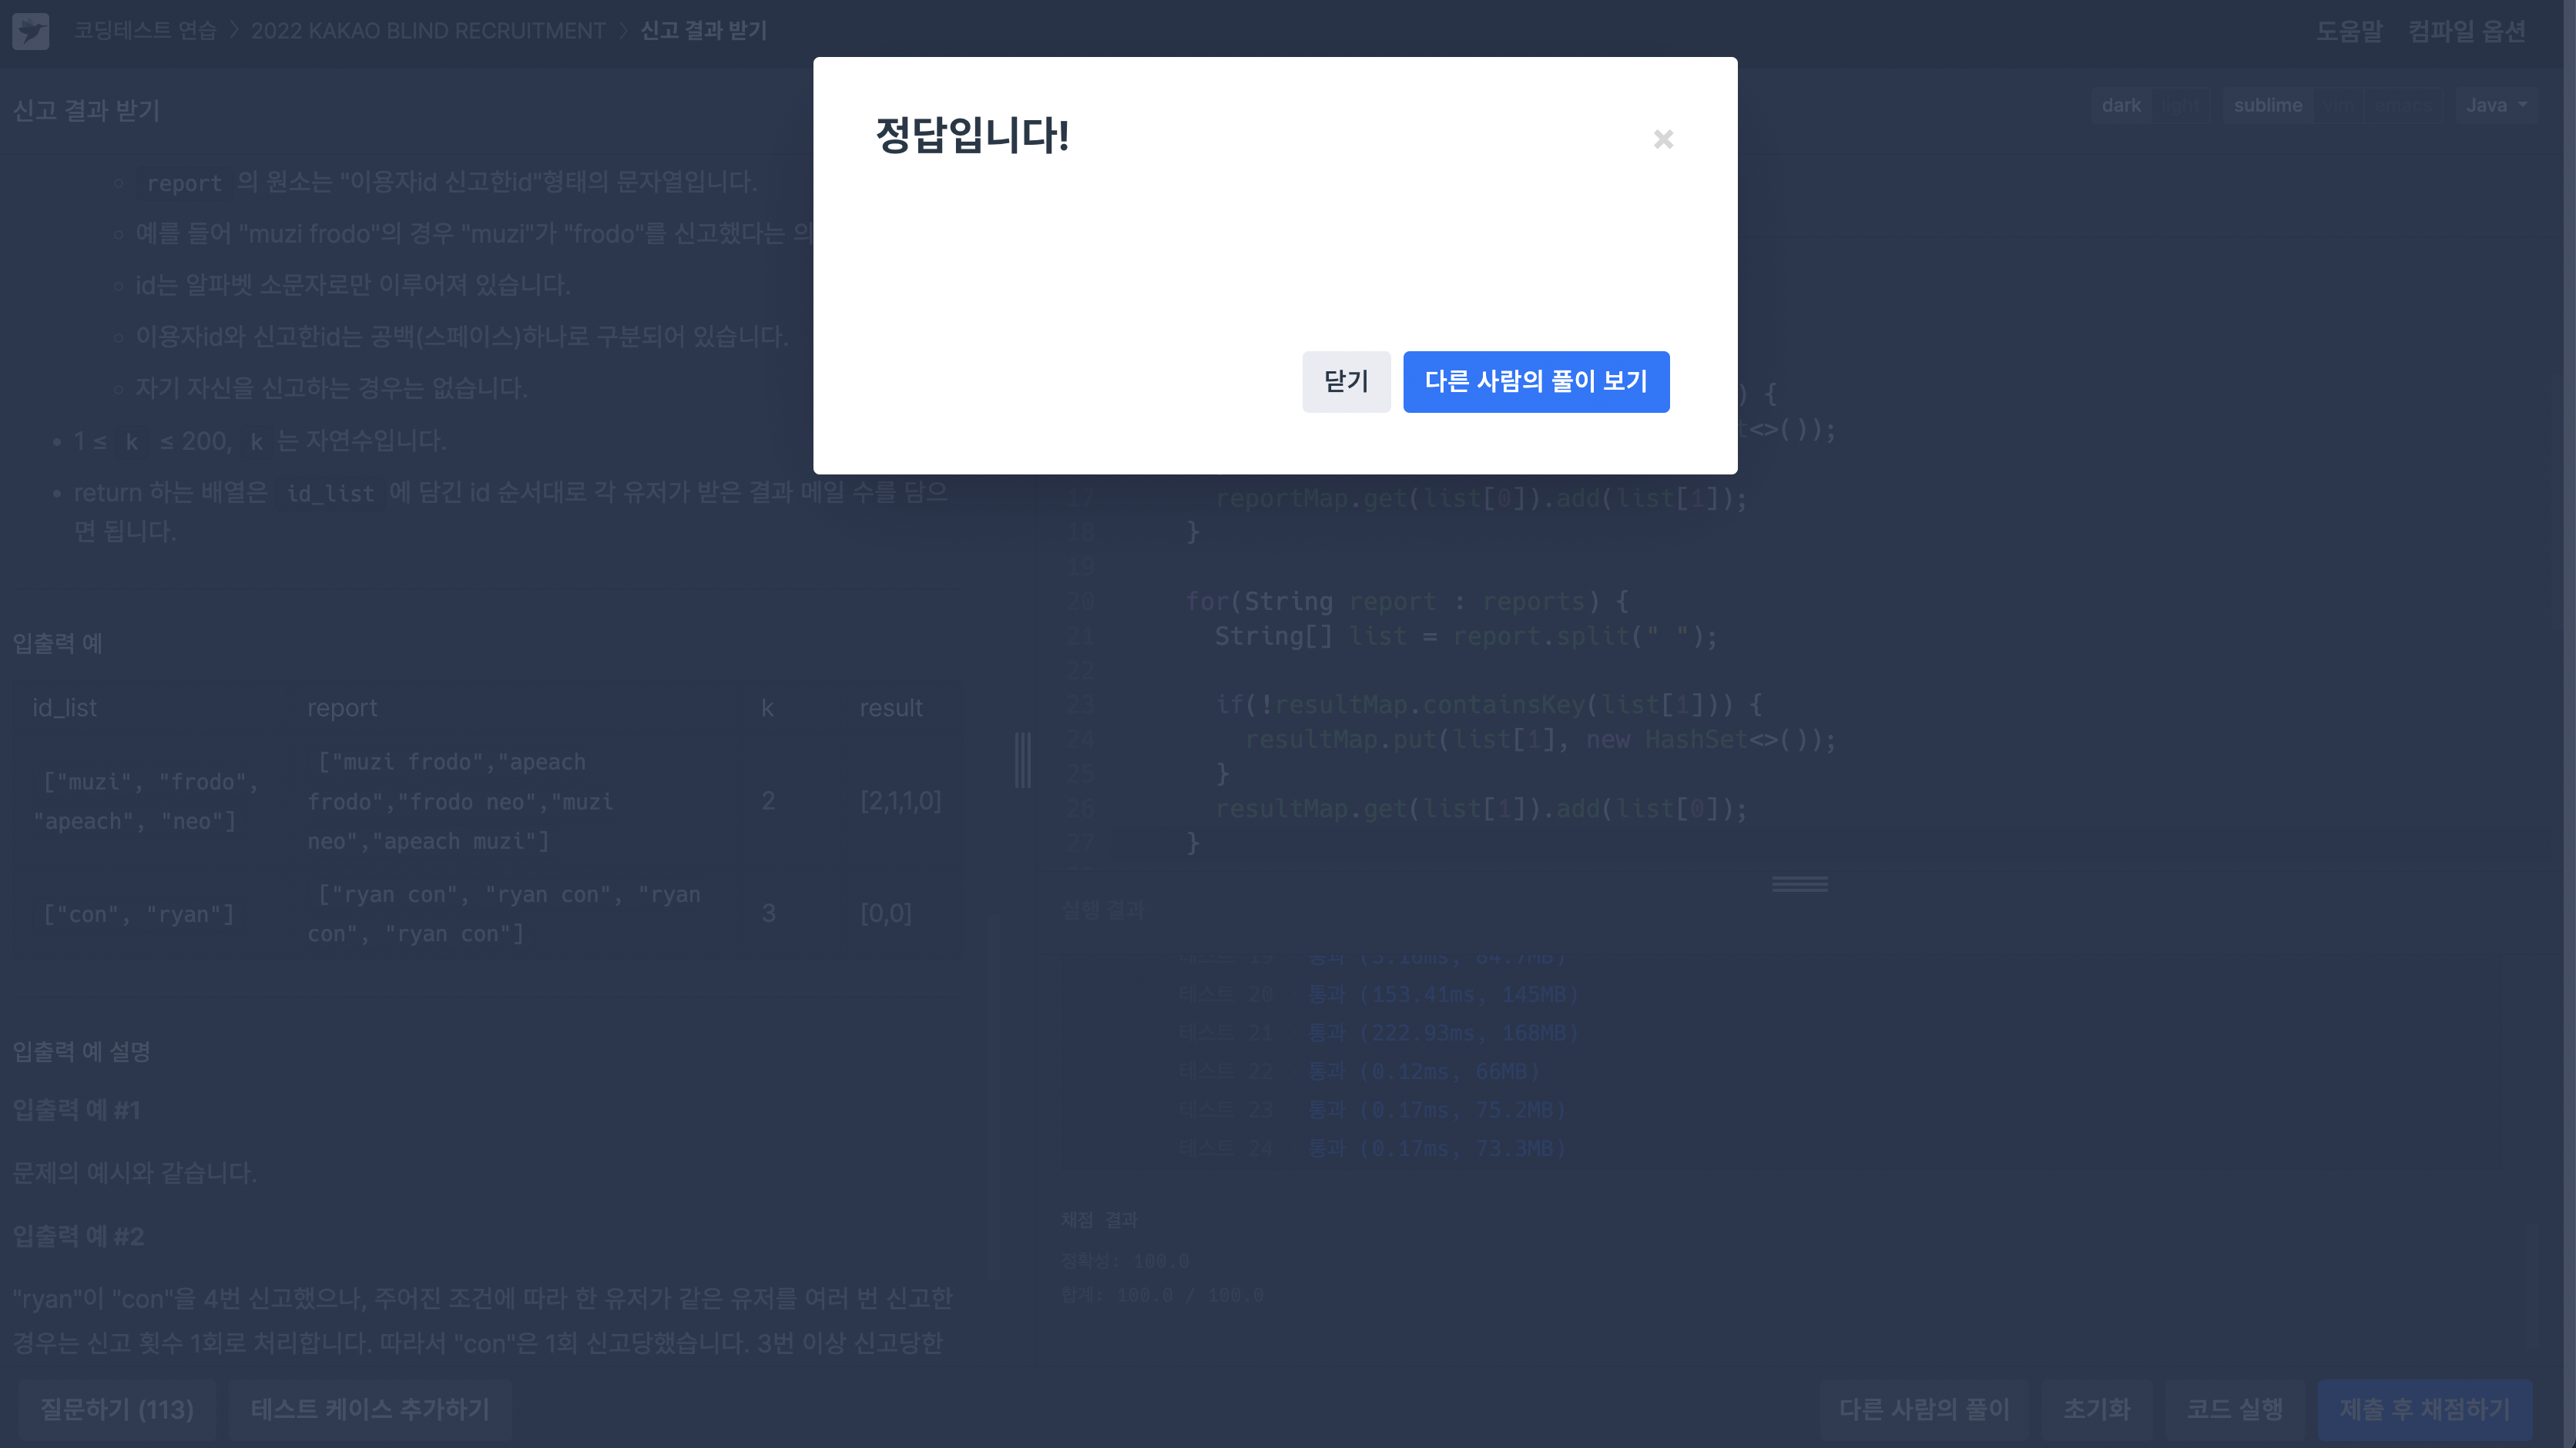 코딩테스트 연습 > 2022 KAKAO BLIND RECRUITMENT > 신고 결과 받기
도움말 컴파일 옵션
신고 결과 받기
dark light sublime vim emacs Java
정답입니다!
×
닫기 다른 사람의 풀이 보기
report 의 원소는 "이용자id 신고한id"형태의 문자열입니다.
예를 들어 "muzi frodo"의 경우 "muzi"가 "frodo"를 신고했다는 의
id는 알파벳 소문자로만 이루어져 있습니다.
이용자id와 신고한id는 공백(스페이스)하나로 구분되어 있습니다.
자기 자신을 신고하는 경우는 없습니다.
1 ≤ k ≤ 200, k 는 자연수입니다.
return 하는 배열은 id_list 에 담긴 id 순서대로 각 유저가 받은 결과 메일 수를 담으
면 됩니다.
입출력 예
id_list report k result
["muzi", "frodo", "apeach", "neo"] ["muzi frodo","apeach frodo","frodo neo","muzi neo","apeach muzi"] 2 [2,1,1,0]
["con", "ryan"] ["ryan con", "ryan con", "ryan con", "ryan con"] 3 [0,0]
입출력 예 설명
입출력 예 #1
문제의 예시와 같습니다.
입출력 예 #2
"ryan"이 "con"을 4번 신고했으나, 주어진 조건에 따라 한 유저가 같은 유저를 여러 번 신고한
경우는 신고 횟수 1회로 처리합니다. 따라서 "con"은 1회 신고당했습니다. 3번 이상 신고당한
) {
<>());
17 reportMap.get(list[0]).add(list[1]);
18 }
19
20 for(String report : reports) {
21 String[] list = report.split(" ");
22
23 if(!resultMap.containsKey(list[1])) {
24 resultMap.put(list[1], new HashSet<>());
25 }
26 resultMap.get(list[1]).add(list[0]);
27 }
실행 결과
테스트 19 통과 (3.16ms, 84.7MB)
테스트 20 통과 (153.41ms, 145MB)
테스트 21 통과 (222.93ms, 168MB)
테스트 22 통과 (0.12ms, 66MB)
테스트 23 통과 (0.17ms, 75.2MB)
테스트 24 통과 (0.17ms, 73.3MB)
채점 결과
정확성: 100.0
합계: 100.0 / 100.0
질문하기 (113) 테스트 케이스 추가하기
다른 사람의 풀이 초기화 코드 실행 제출 후 채점하기